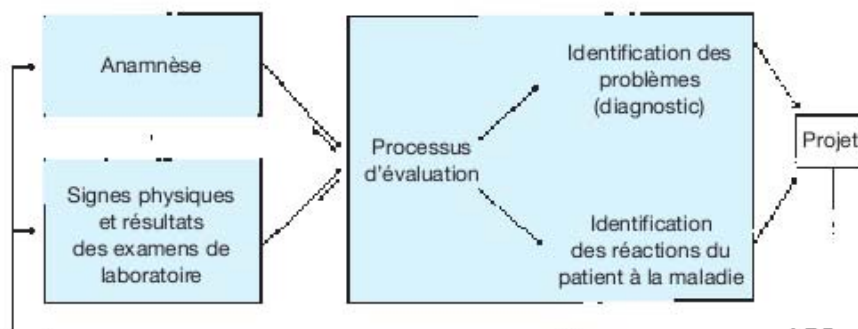 Anamnèse
Signes physiques
et résultats
des examens de
laboratoire
Processus
d'évaluation
Identification des
problèmes
(diagnostic)
Identification
des réactions du
patient à la maladie
Projet